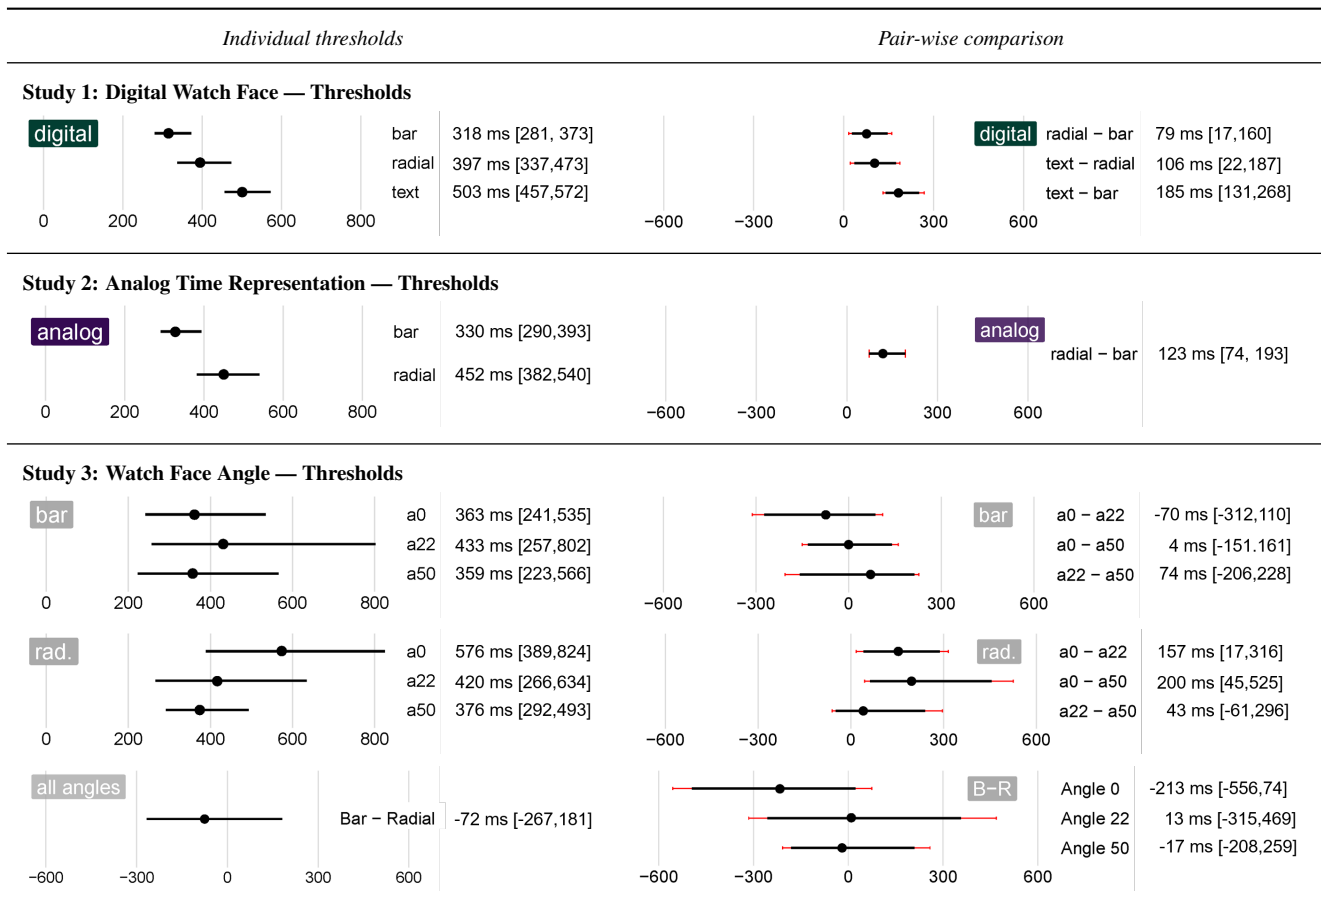 Individual thresholds Pair-wise comparison
Study 1: Digital Watch Face — Thresholds
digital bar 318 ms [281, 373] digital radial − bar 79 ms [17,160]
radial 397 ms [337,473] text − radial 106 ms [22,187]
text 503 ms [457,572] text − bar 185 ms [131,268]
0 200 400 600 800 −600 −300 0 300 600
Study 2: Analog Time Representation — Thresholds
analog bar 330 ms [290,393] analog
radial − bar 123 ms [74, 193]
radial 452 ms [382,540]
0 200 400 600 800 −600 −300 0 300 600
Study 3: Watch Face Angle — Thresholds
bar a0 363 ms [241,535] bar a0 − a22 -70 ms [-312,110]
a22 433 ms [257,802] a0 − a50 4 ms [-151.161]
a50 359 ms [223,566] a22 − a50 74 ms [-206,228]
0 200 400 600 800 −600 −300 0 300 600
rad. a0 576 ms [389,824] rad. a0 − a22 157 ms [17,316]
a22 420 ms [266,634] a0 − a50 200 ms [45,525]
a50 376 ms [292,493] a22 − a50 43 ms [-61,296]
0 200 400 600 800 −600 −300 0 300 600
all angles B−R Angle 0 -213 ms [-556,74]
Bar − Radial -72 ms [-267,181] Angle 22 13 ms [-315,469]
Angle 50 -17 ms [-208,259]
−600 −300 0 300 600 −600 −300 0 300 600